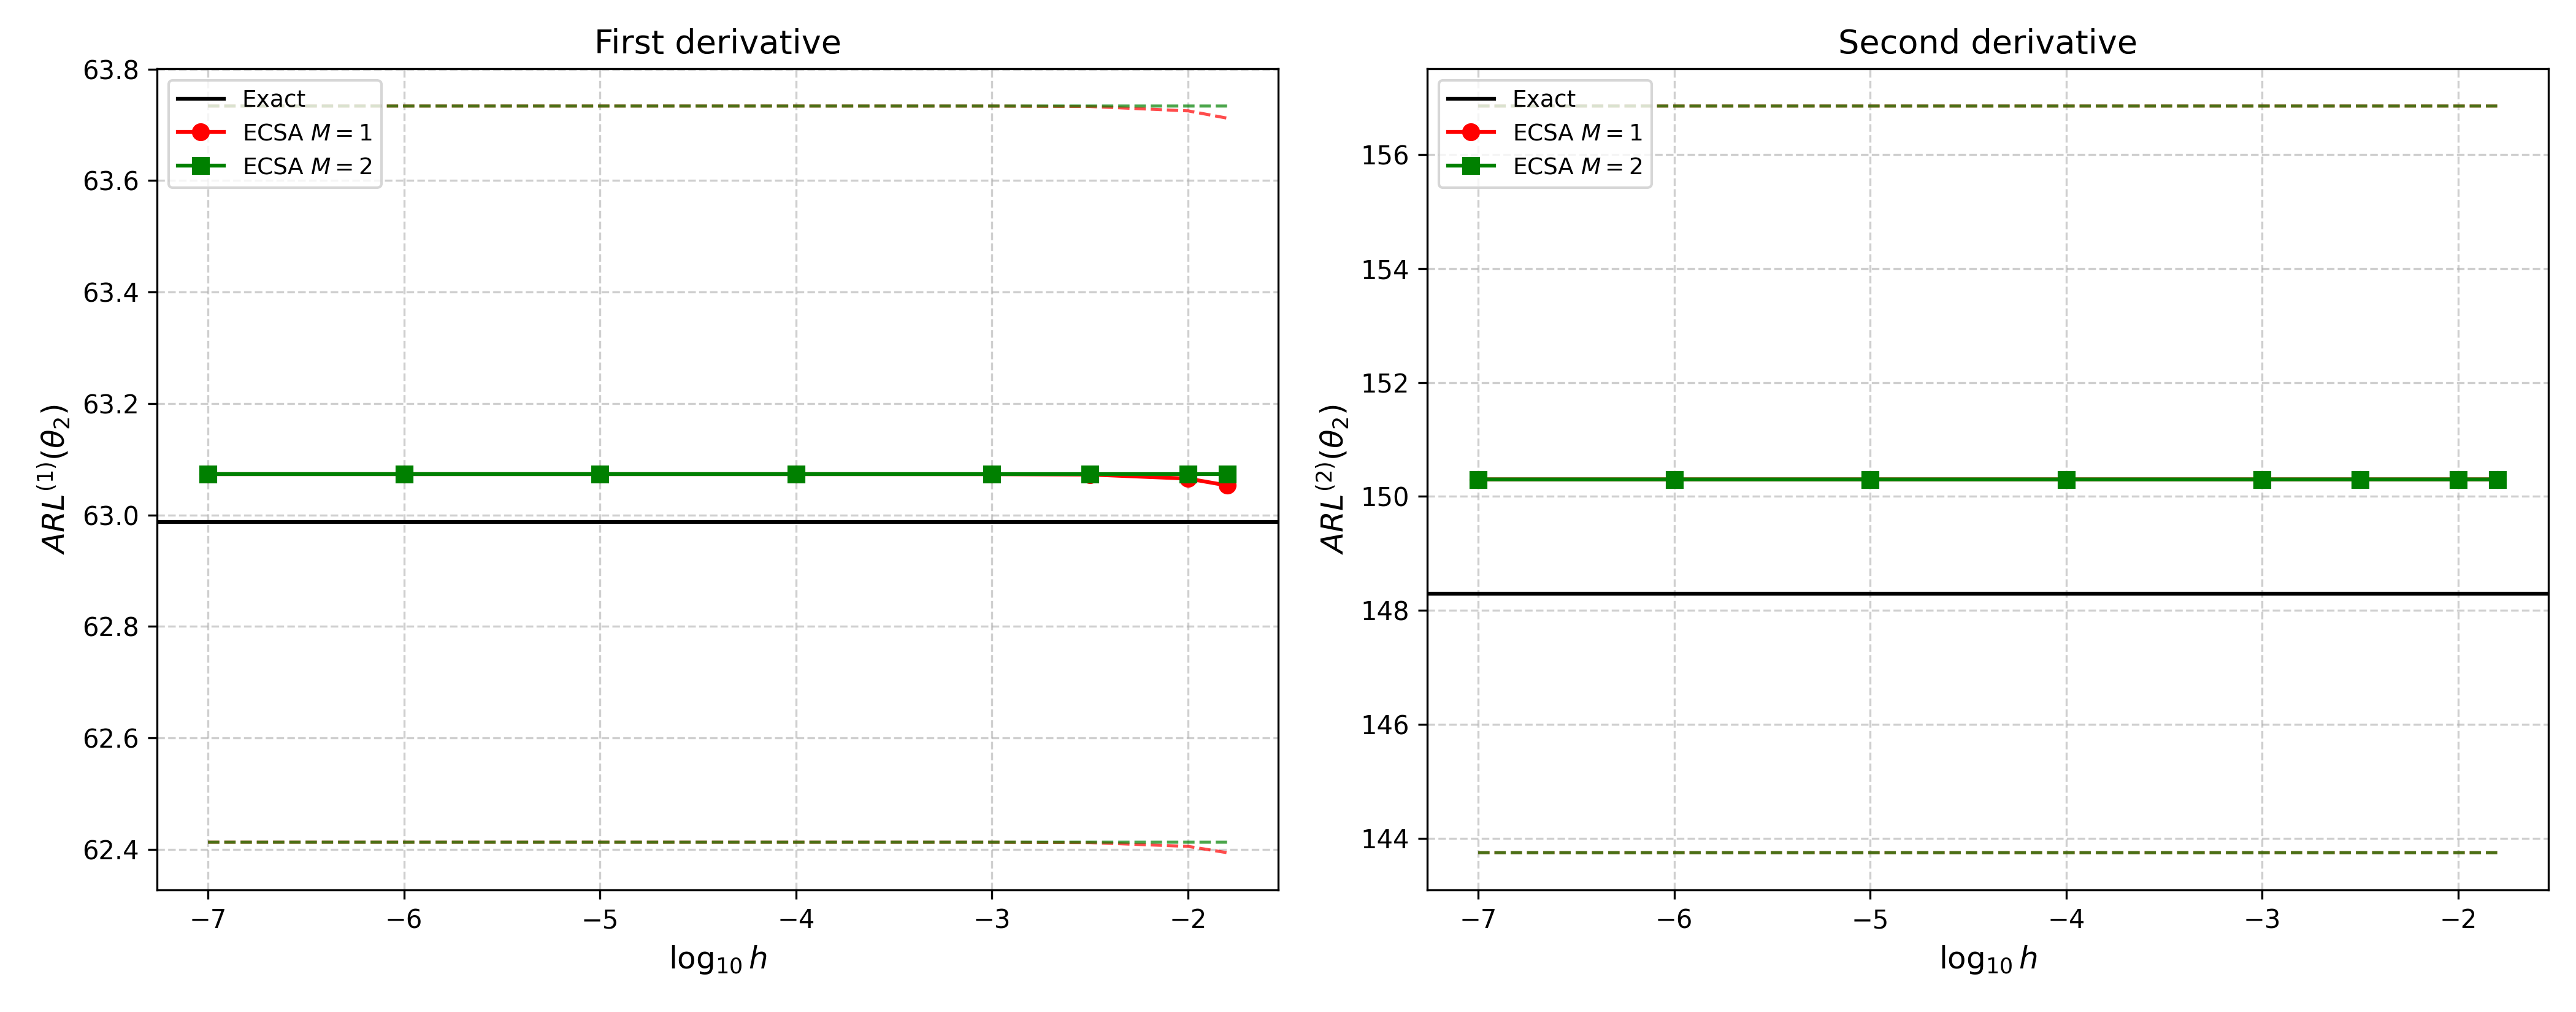 First derivative
Exact
ECSA M = 1
ECSA M = 2
63.8
63.6
63.4
63.2
63.0
62.8
62.6
62.4
ARL^(1)(θ₂)
−7
−6
−5
−4
−3
−2
log₁₀ h
Second derivative
Exact
ECSA M = 1
ECSA M = 2
156
154
152
150
148
146
144
ARL^(2)(θ₂)
−7
−6
−5
−4
−3
−2
log₁₀ h